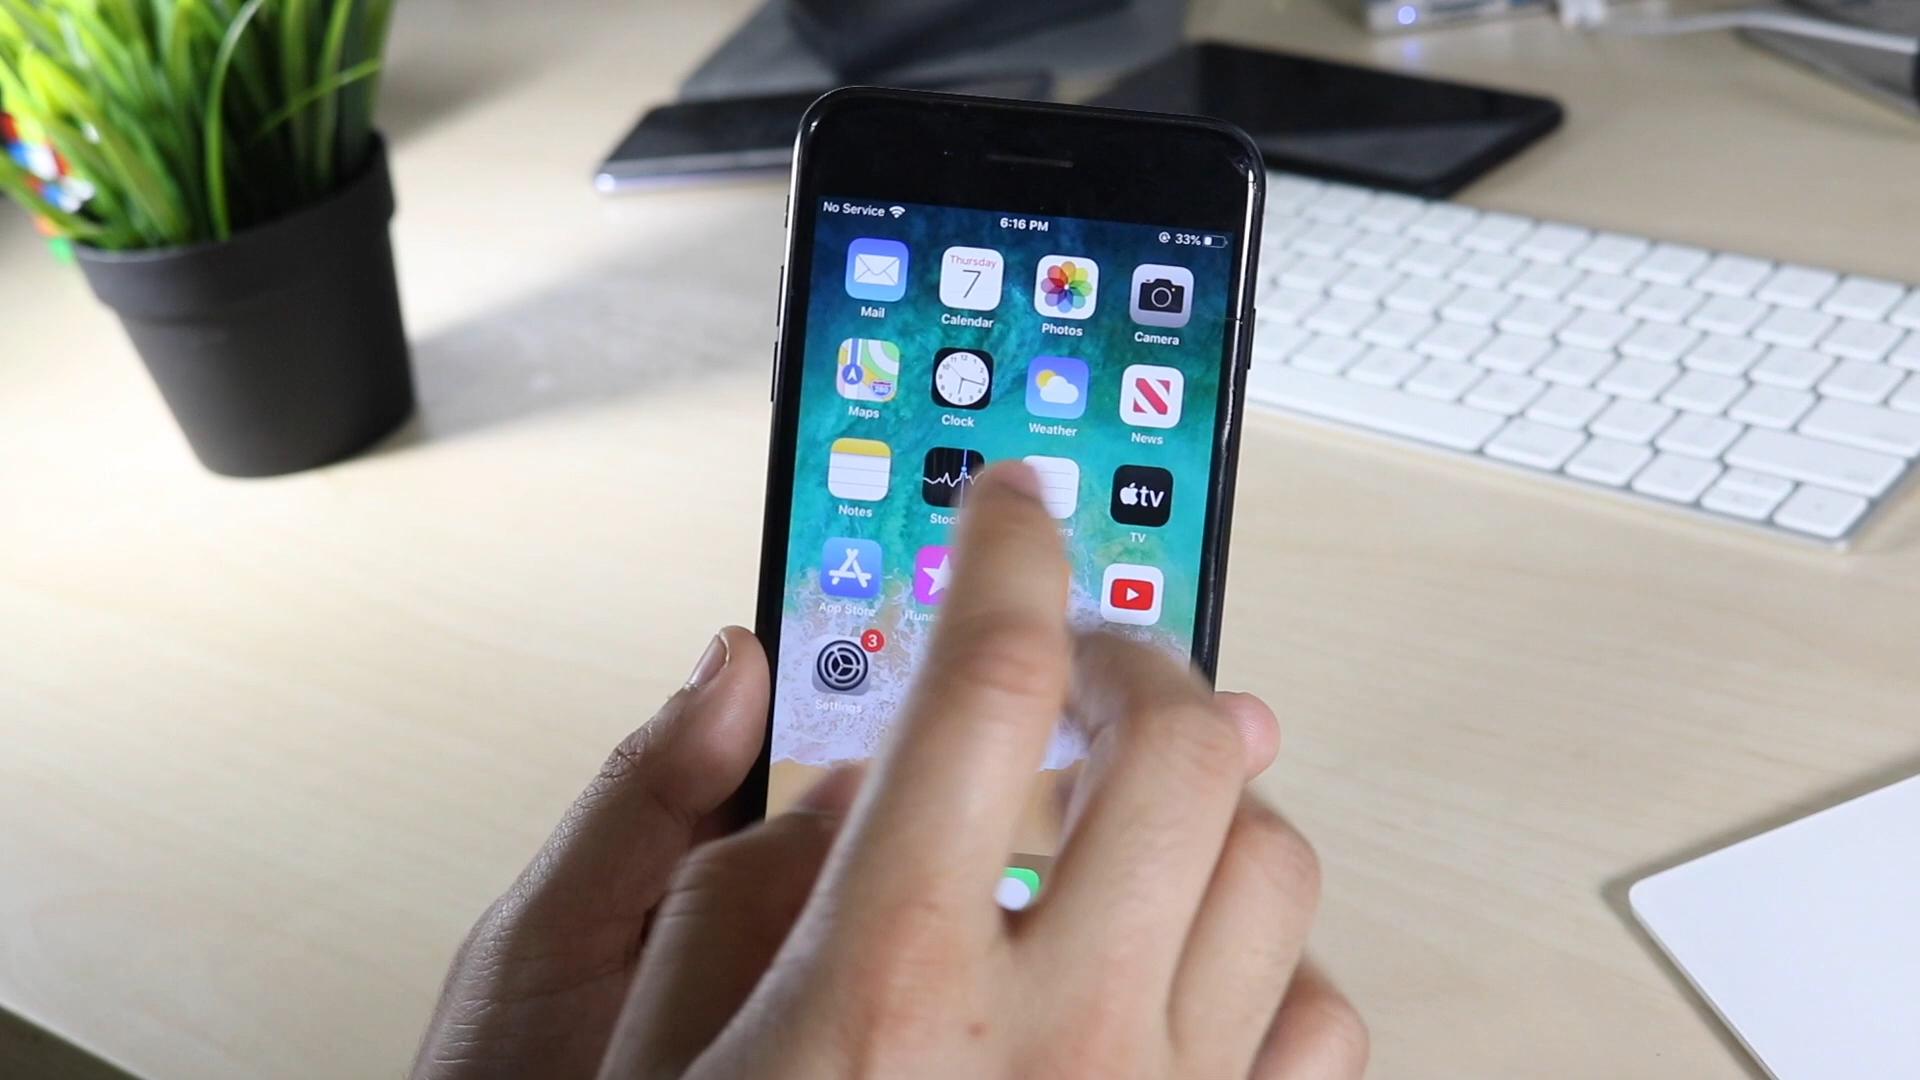 No Service
6:16 PM
33%
Thursday
7
Mail
Calendar
Photos
Camera
280
Maps
Clock
Weather
News
Notes
tv
TV
App Store
3
Settings